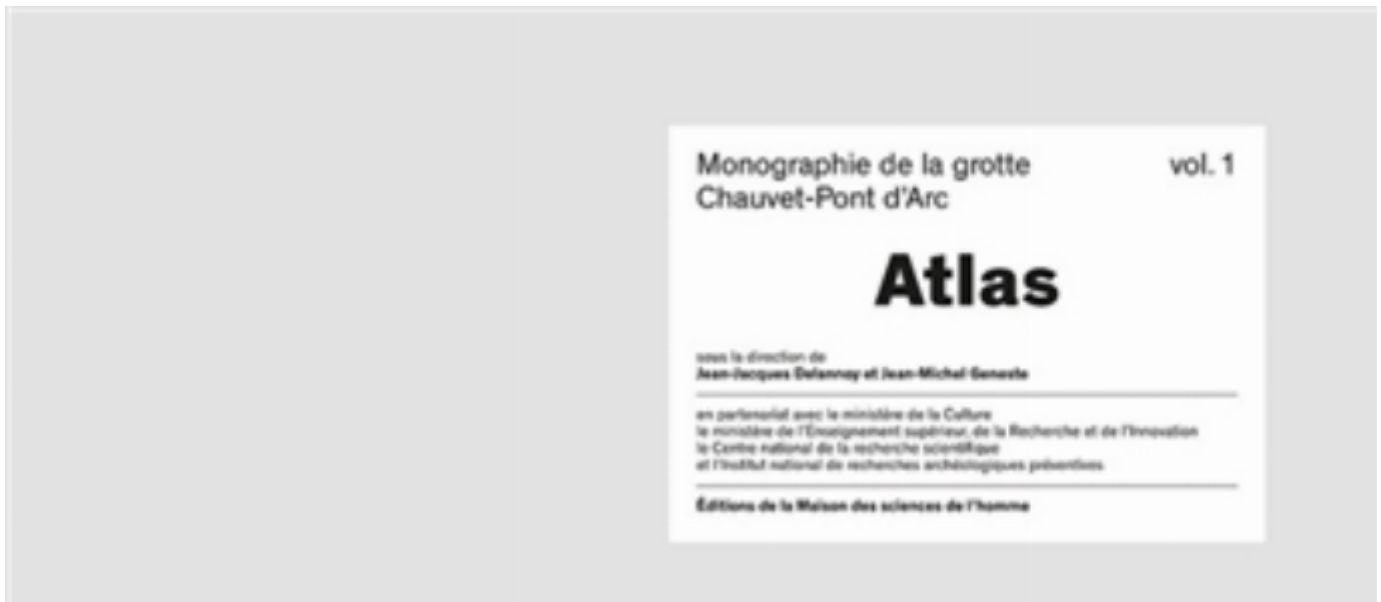 Monographie de la grotte vol. 1
Chauvet-Pont d'Arc
Atlas
sous la direction de
Jean-Jacques Delannoy et Jean-Michel Geneste
en partenariat avec le ministère de la Culture
le ministère de l'Enseignement supérieur, de la Recherche et de l'Innovation
le Centre national de la recherche scientifique
et l'Institut national de recherches archéologiques préventives
Éditions de la Maison des sciences de l'homme